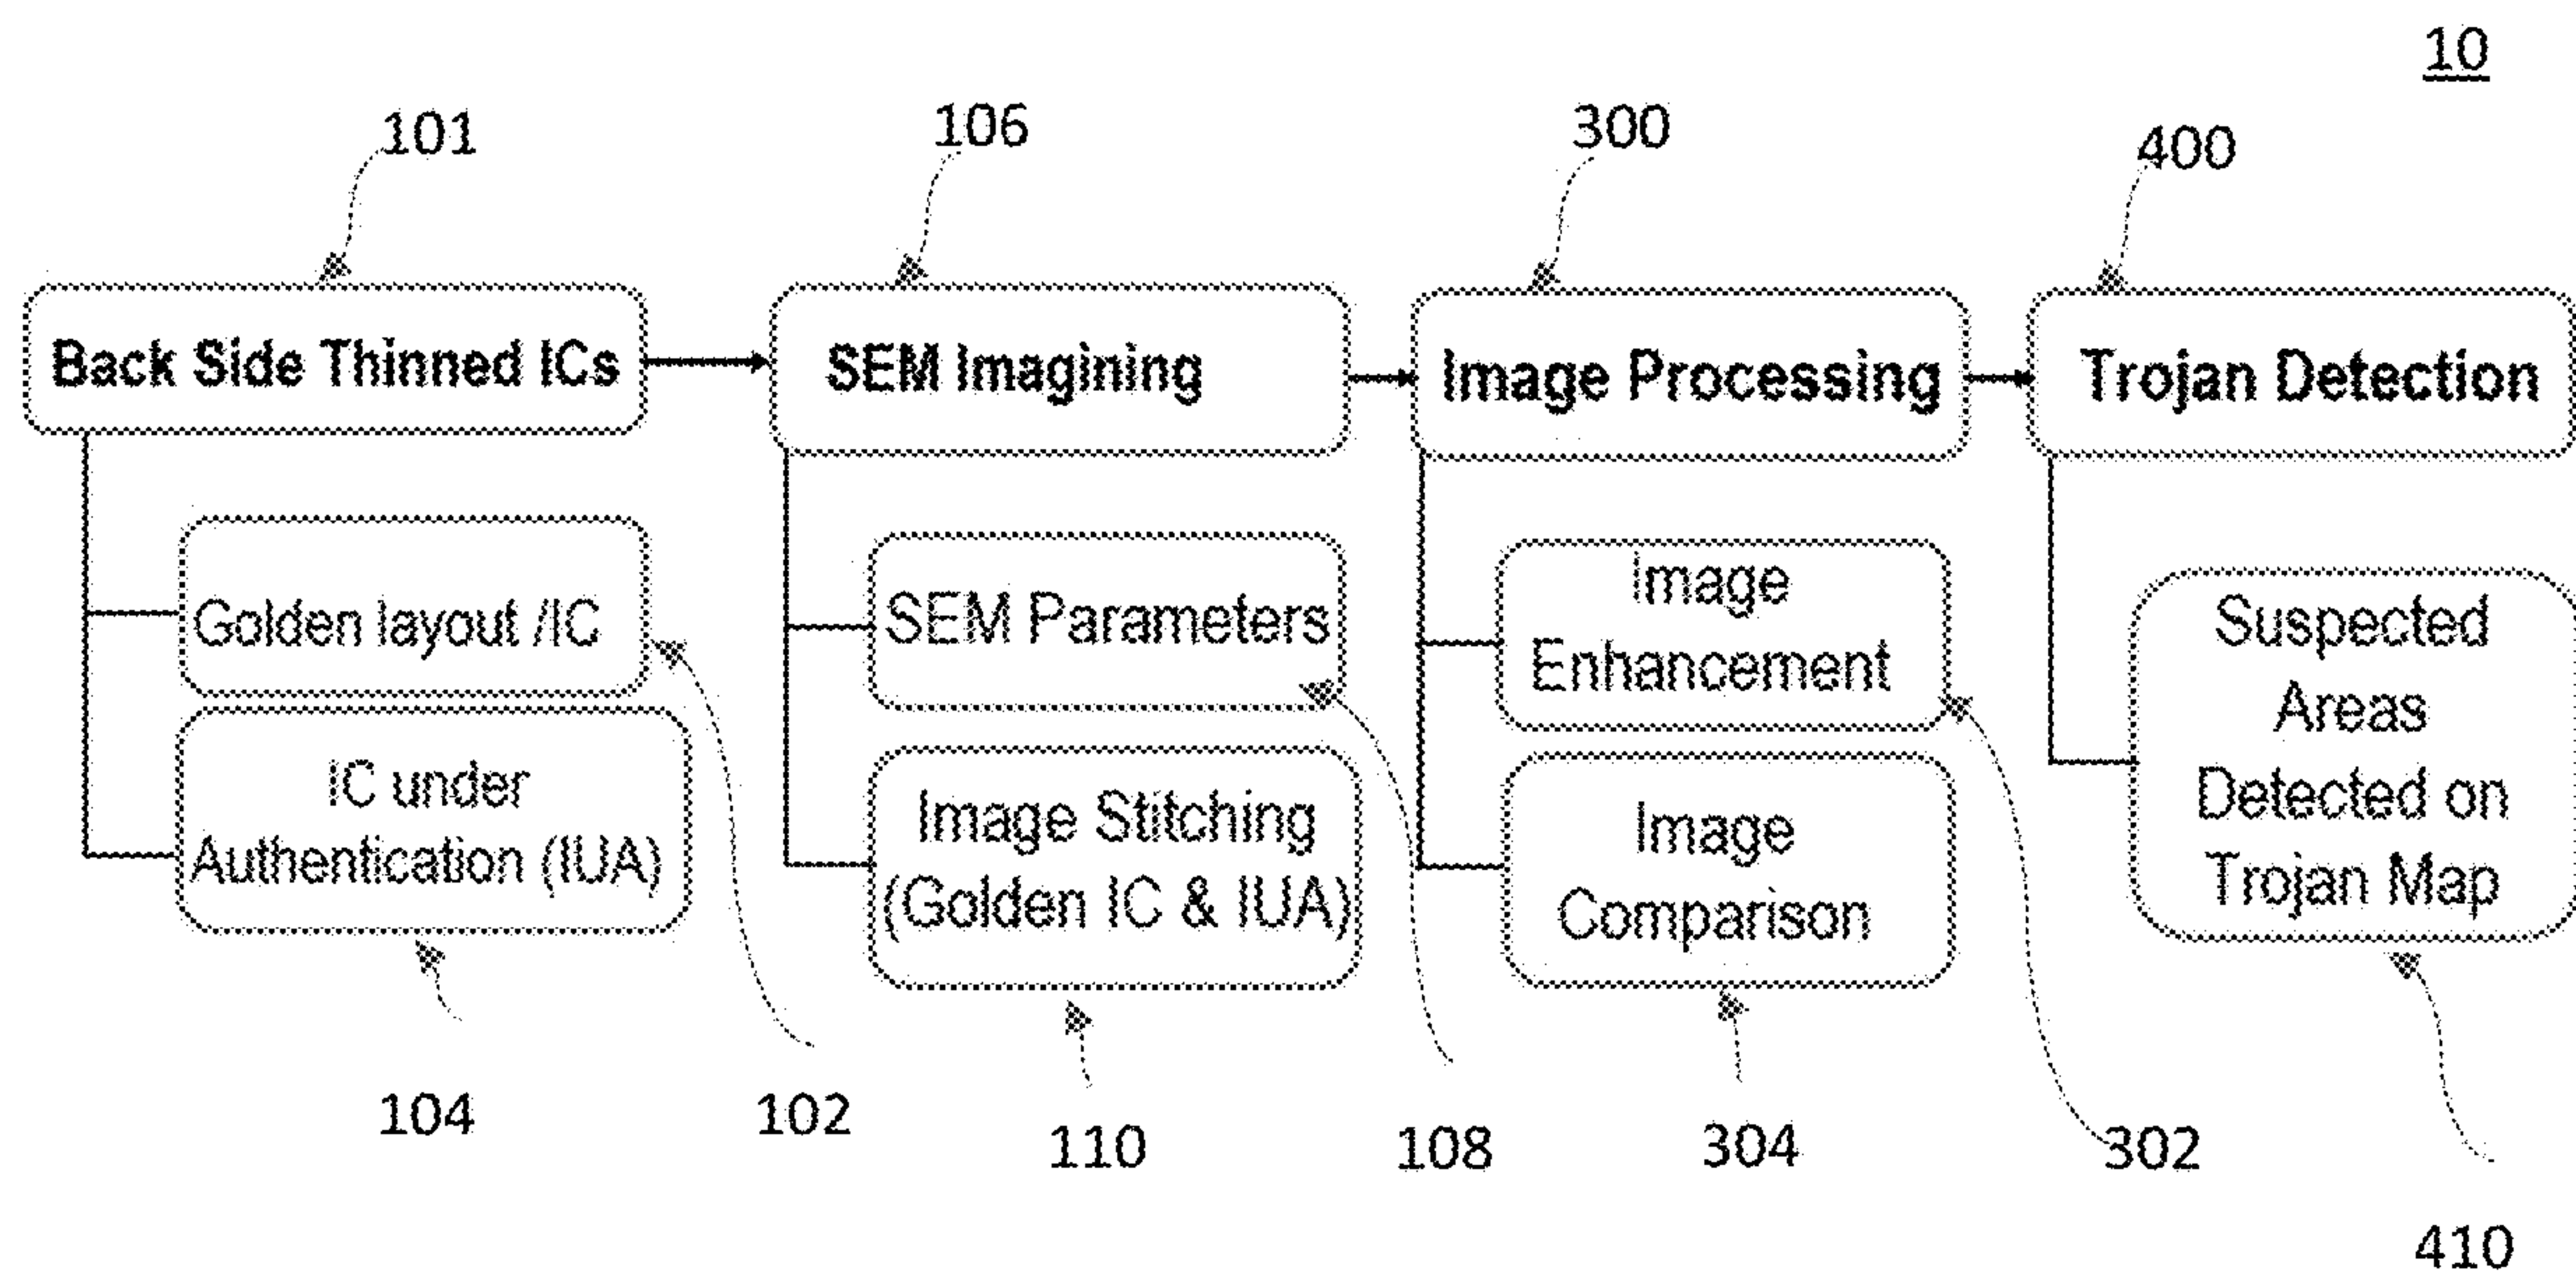 10
101
106
300
400
Back Side Thinned ICs
SEM Imagining
Image Processing
Trojan Detection
Golden layout /IC
IC under
Authentication (IUA)
SEM Parameters
Image Stitching
(Golden IC & IUA)
Image
Enhancement
Image
Comparison
Suspected
Areas
Detected on
Trojan Map
104
102
110
108
304
302
410